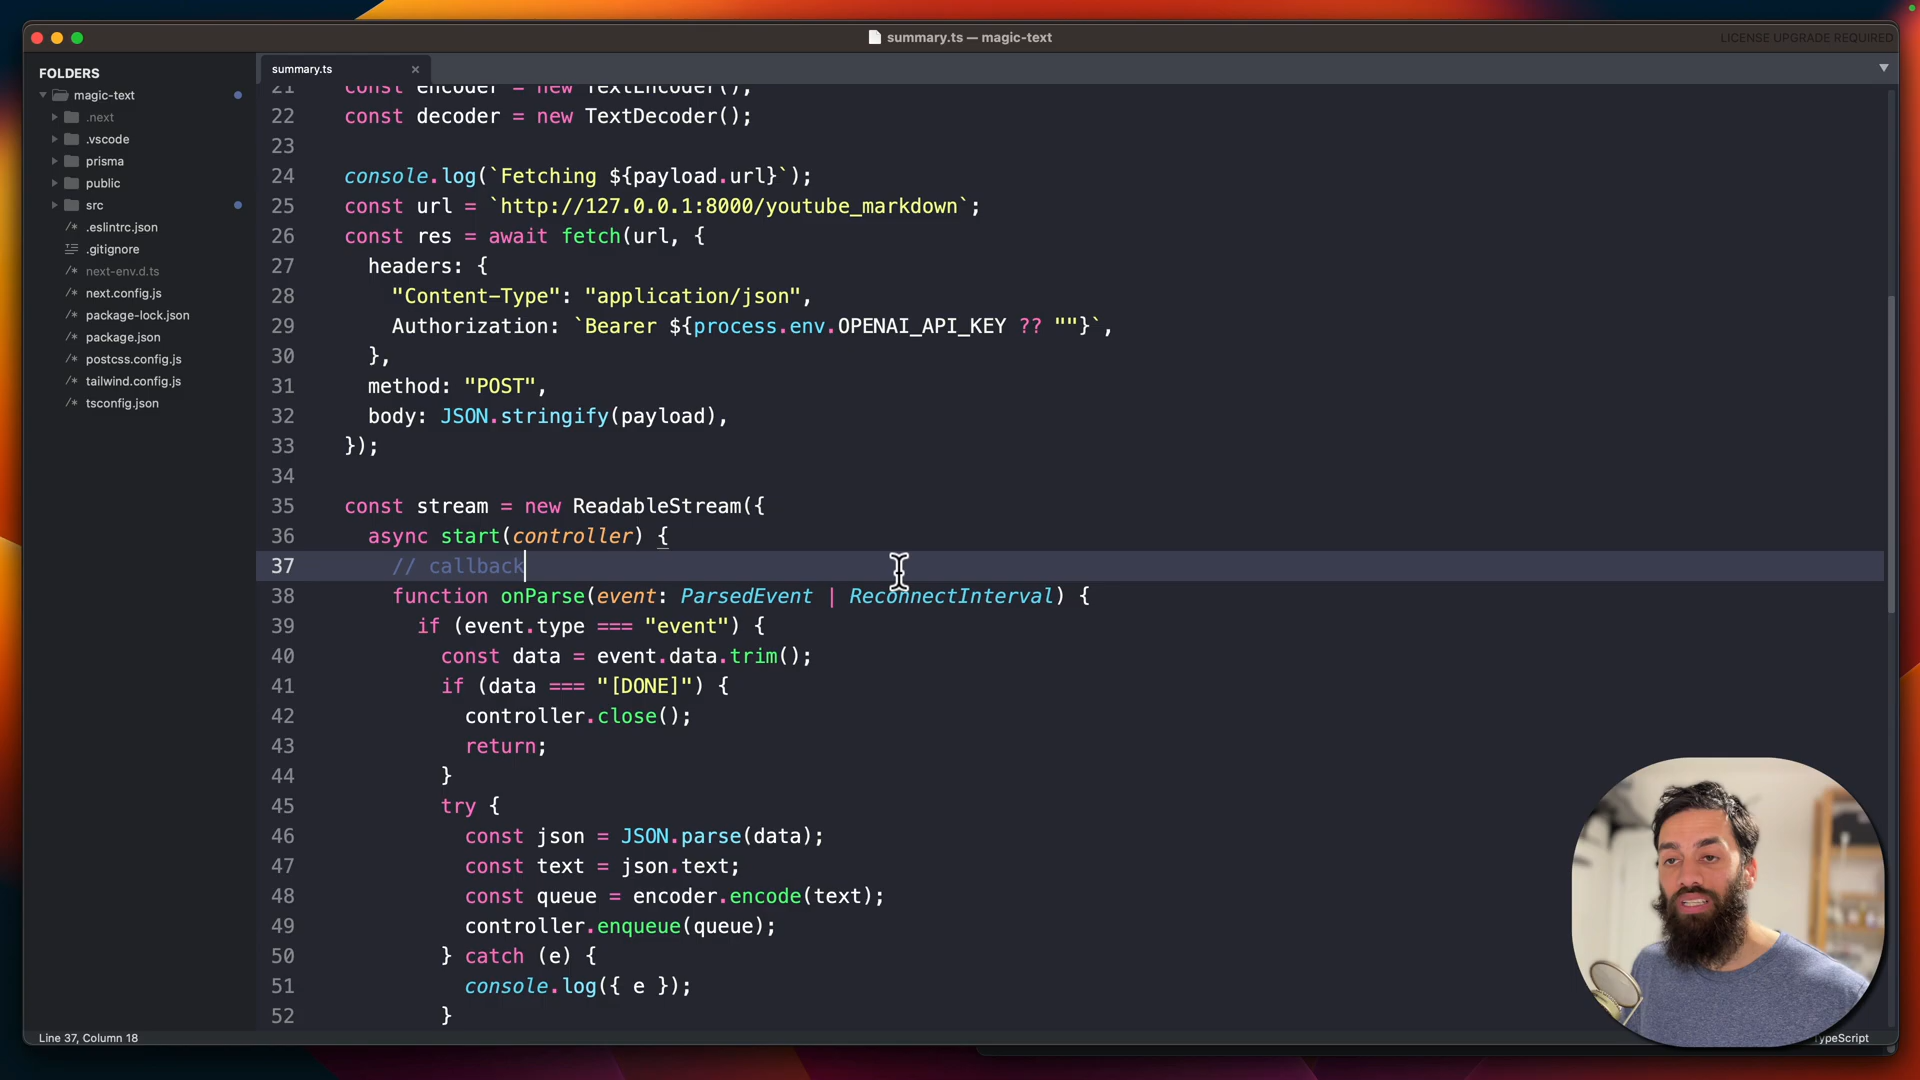 summary.ts — magic-text
LICENSE UPGRADE REQUIRED
FOLDERS
magic-text
.next
.vscode
prisma
public
src
.eslintrc.json
.gitignore
next-env.d.ts
next.config.js
package-lock.json
package.json
postcss.config.js
tailwind.config.js
tsconfig.json
summary.ts
21 const encoder = new TextEncoder();
22 const decoder = new TextDecoder();
23
24 console.log(`Fetching ${payload.url}`);
25 const url = `http://127.0.0.1:8000/youtube_markdown`;
26 const res = await fetch(url, {
27 headers: {
28 "Content-Type": "application/json",
29 Authorization: `Bearer ${process.env.OPENAI_API_KEY ?? ""}`,
30 },
31 method: "POST",
32 body: JSON.stringify(payload),
33 });
34
35 const stream = new ReadableStream({
36 async start(controller) {
37 // callback
38 function onParse(event: ParsedEvent | ReconnectInterval) {
39 if (event.type === "event") {
40 const data = event.data.trim();
41 if (data === "[DONE]") {
42 controller.close();
43 return;
44 }
45 try {
46 const json = JSON.parse(data);
47 const text = json.text;
48 const queue = encoder.encode(text);
49 controller.enqueue(queue);
50 } catch (e) {
51 console.log({ e });
52 }
Line 37, Column 18
ypeScript